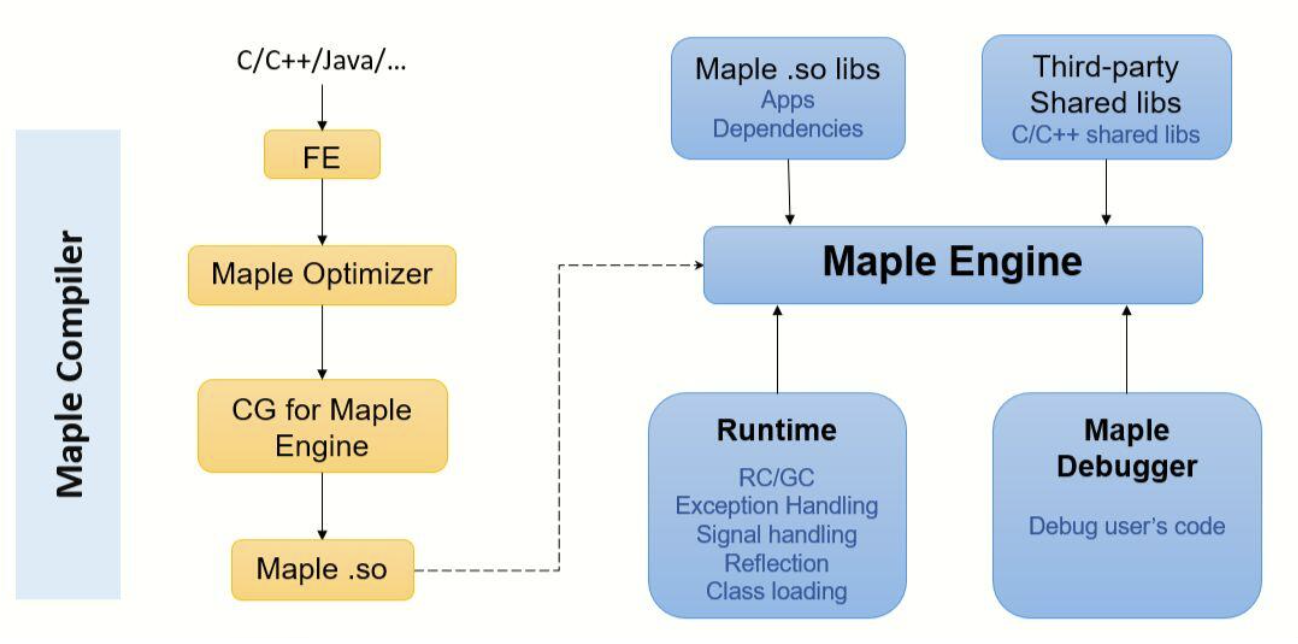 C/C++/Java/...
Maple Compiler
FE
Maple Optimizer
CG for Maple
Engine
Maple .so
Maple .so libs
Apps
Dependencies
Third-party
Shared libs
C/C++ shared libs
Maple Engine
Runtime
RC/GC
Exception Handling
Signal handling
Reflection
Class loading
Maple
Debugger
Debug user's code